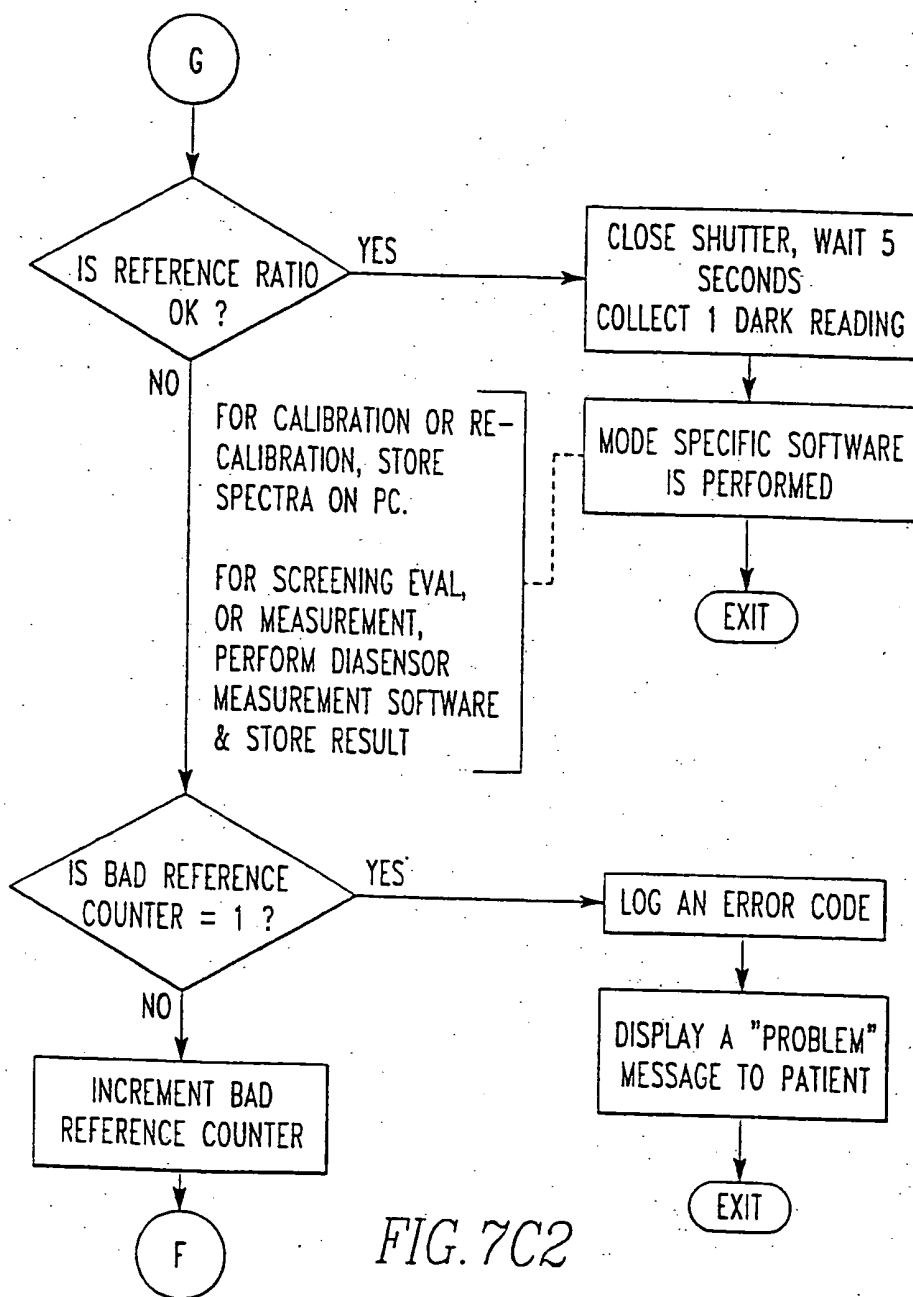 G
IS REFERENCE RATIO
OK ?
YES
NO
CLOSE SHUTTER, WAIT 5
SECONDS
COLLECT 1 DARK READING
MODE SPECIFIC SOFTWARE
IS PERFORMED
EXIT
FOR CALIBRATION OR RE-
CALIBRATION, STORE
SPECTRA ON PC.
FOR SCREENING EVAL,
OR MEASUREMENT,
PERFORM DIASENSOR
MEASUREMENT SOFTWARE
& STORE RESULT
IS BAD REFERENCE
COUNTER = 1 ?
YES
NO
LOG AN ERROR CODE
DISPLAY A "PROBLEM"
MESSAGE TO PATIENT
EXIT
INCREMENT BAD
REFERENCE COUNTER
F
FIG. 7C2